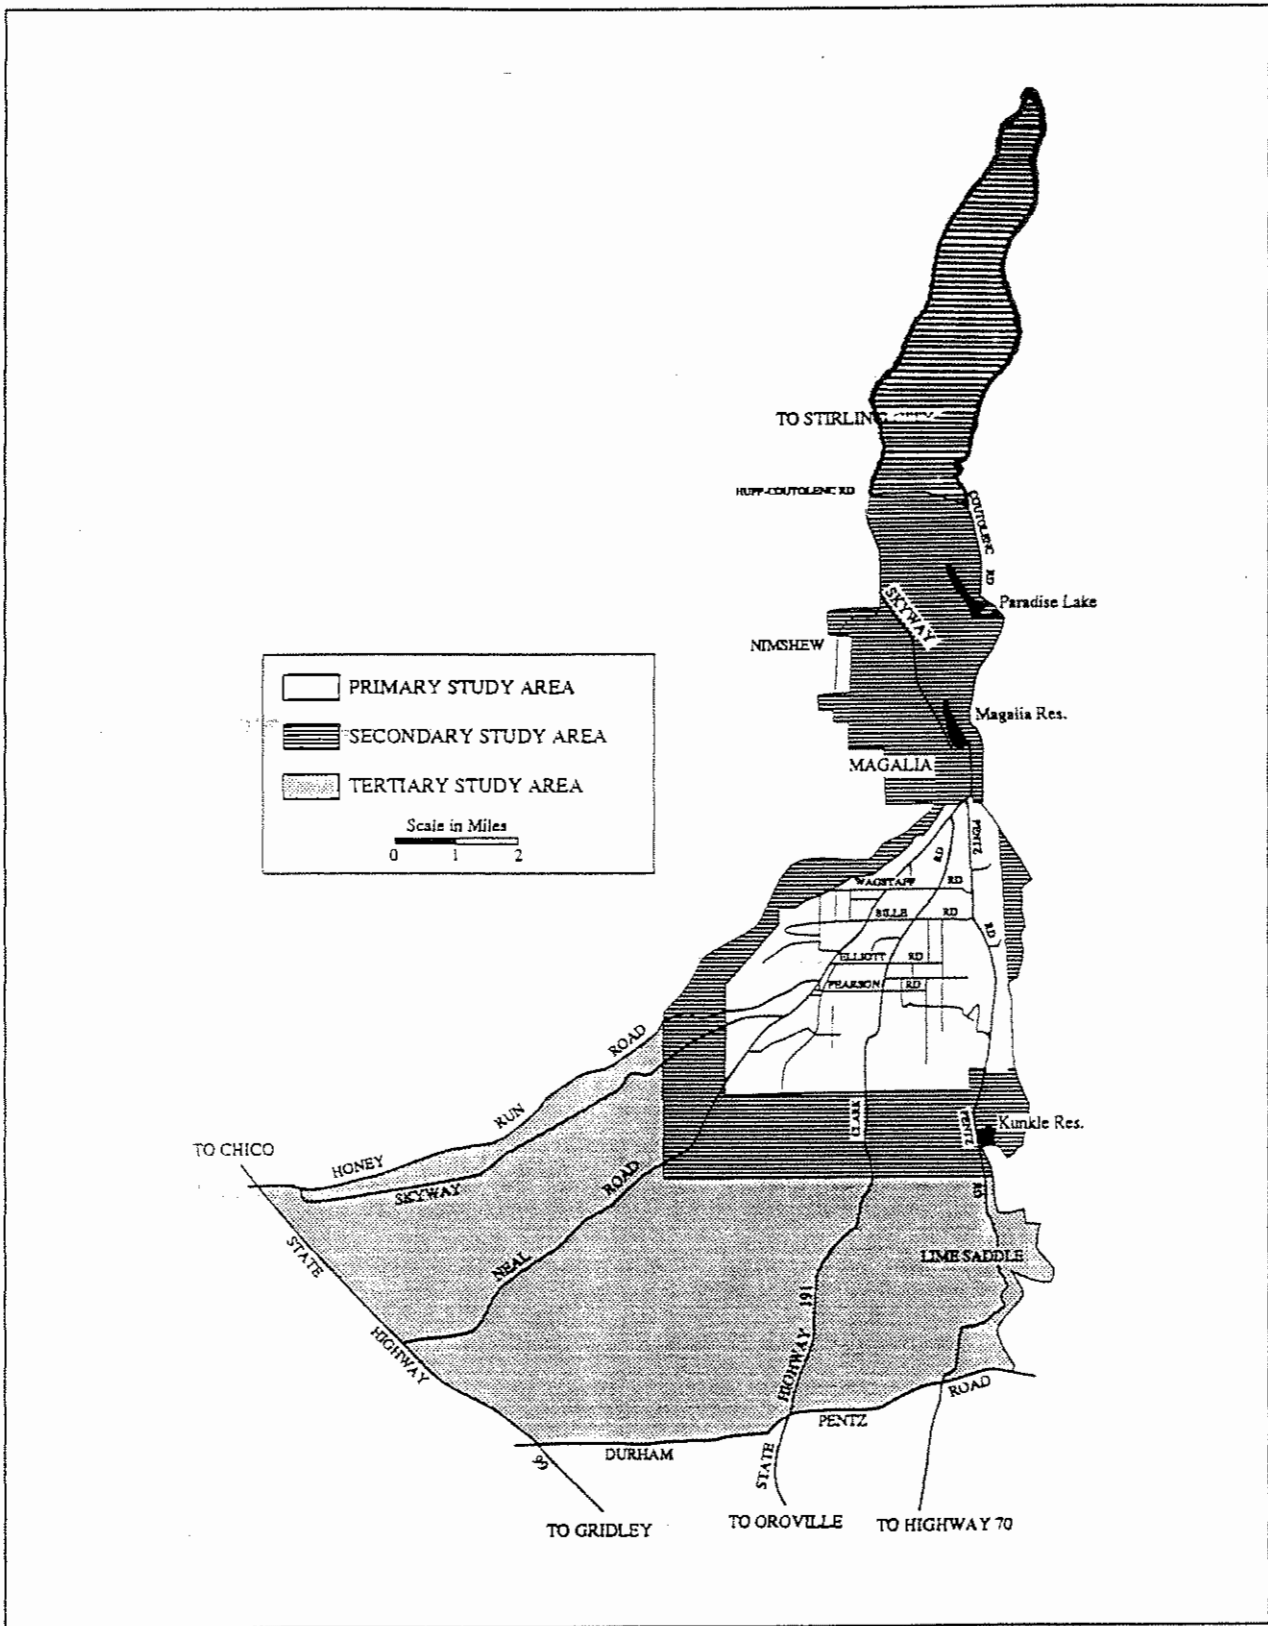 TO STIRLING
HUFF-COUTOLENC RD
COUTOLENC RD
SKYWAY
Paradise Lake
NIMSHEW
Magalia Res.
MAGALIA
PRIMARY STUDY AREA
SECONDARY STUDY AREA
TERTIARY STUDY AREA
Scale in Miles
0 1 2
PENTZ RD
RD
WAGSTAFF RD
BILLE RD
ELLIOTT RD
PEARSON RD
HONEY RUN ROAD
SKYWAY
NEAL ROAD
CLARK
PENTZ RD
Kunkle Res.
TO CHICO
STATE HIGHWAY 99
LIME SADDLE
STATE HIGHWAY 191
DURHAM PENTZ ROAD
TO GRIDLEY
TO OROVILLE
TO HIGHWAY 70